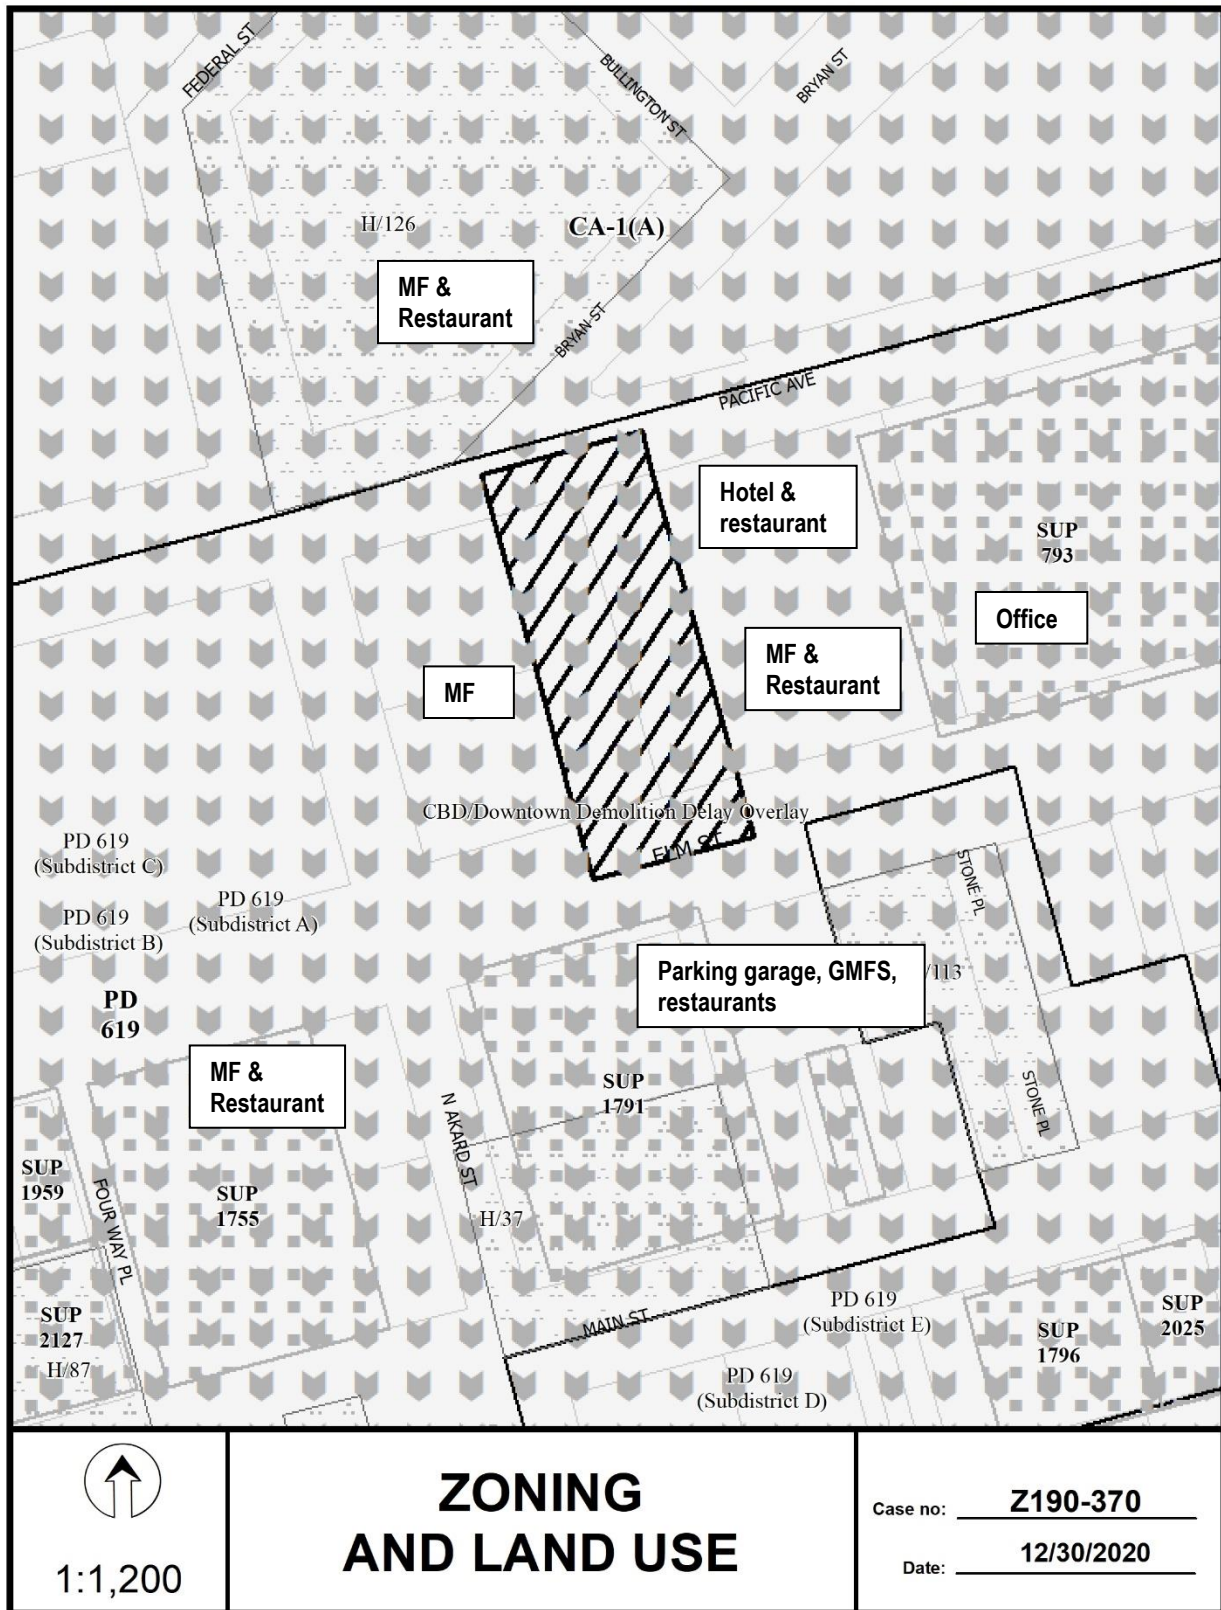 FEDERAL ST
BULLINGTON ST
BRYAN ST
H/126
CA-1(A)
MF &
Restaurant
BRYAN ST
PACIFIC AVE
Hotel &
restaurant
SUP
793
Office
MF &
Restaurant
MF
CBD/Downtown Demolition Delay Overlay
ELM ST
PD 619
(Subdistrict C)
PD 619
(Subdistrict A)
PD 619
(Subdistrict B)
STONE PL
Parking garage, GMFS,
restaurants
/113
PD
619
MF &
Restaurant
SUP
1791
STONE PL
N AKARD ST
SUP
1959
FOUR WAY PL
SUP
1755
H/37
SUP
2127
H/87
MAIN ST
PD 619
(Subdistrict E)
SUP
1796
SUP
2025
PD 619
(Subdistrict D)
1:1,200
ZONING
AND LAND USE
Case no: Z190-370
Date: 12/30/2020